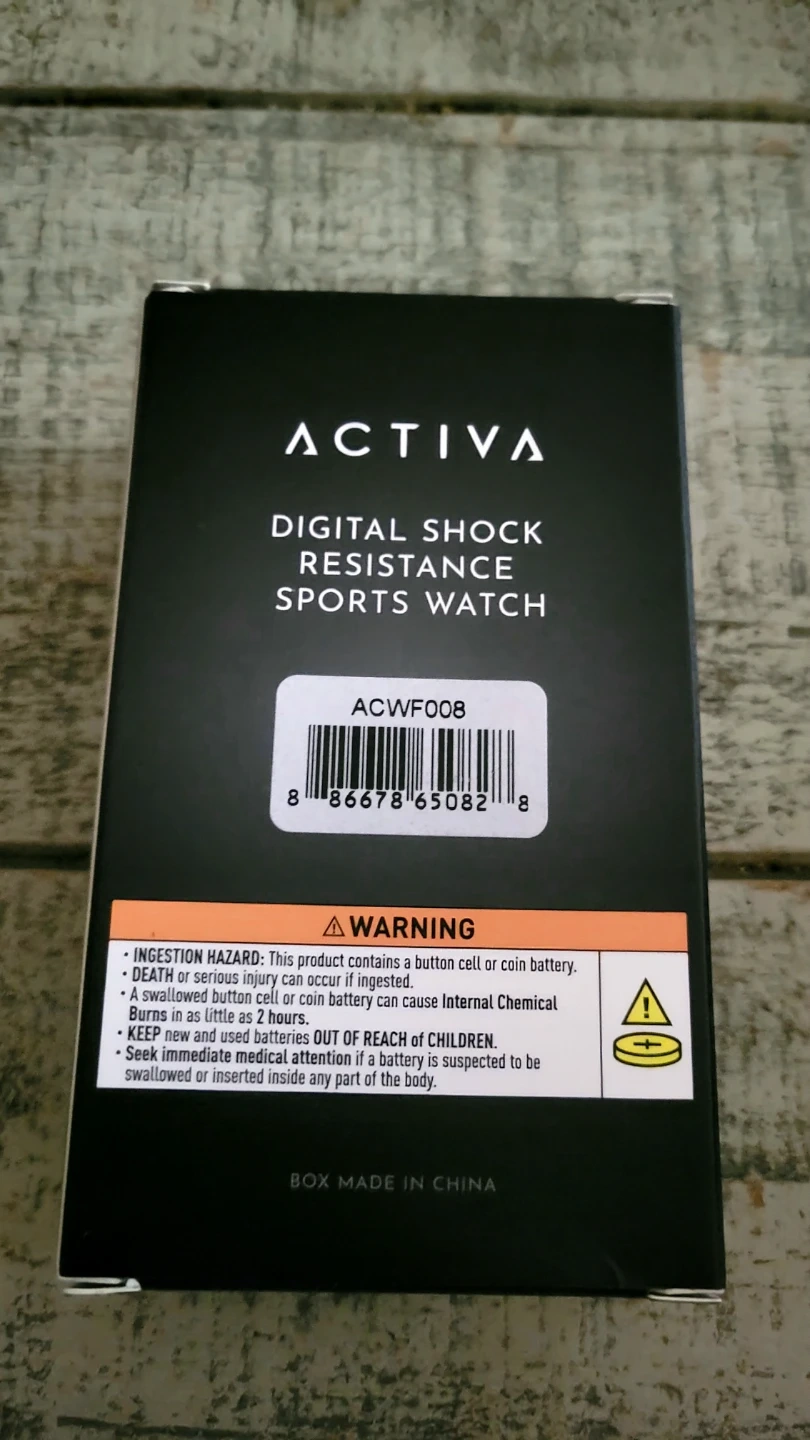 ACTIVA
DIGITAL SHOCK
RESISTANCE
SPORTS WATCH
ACWF008
8 86678 65082 8
⚠ WARNING
• INGESTION HAZARD: This product contains a button cell or coin battery.
• DEATH or serious injury can occur if ingested.
• A swallowed button cell or coin battery can cause Internal Chemical
Burns in as little as 2 hours.
• KEEP new and used batteries OUT OF REACH of CHILDREN.
• Seek immediate medical attention if a battery is suspected to be
swallowed or inserted inside any part of the body.
BOX MADE IN CHINA